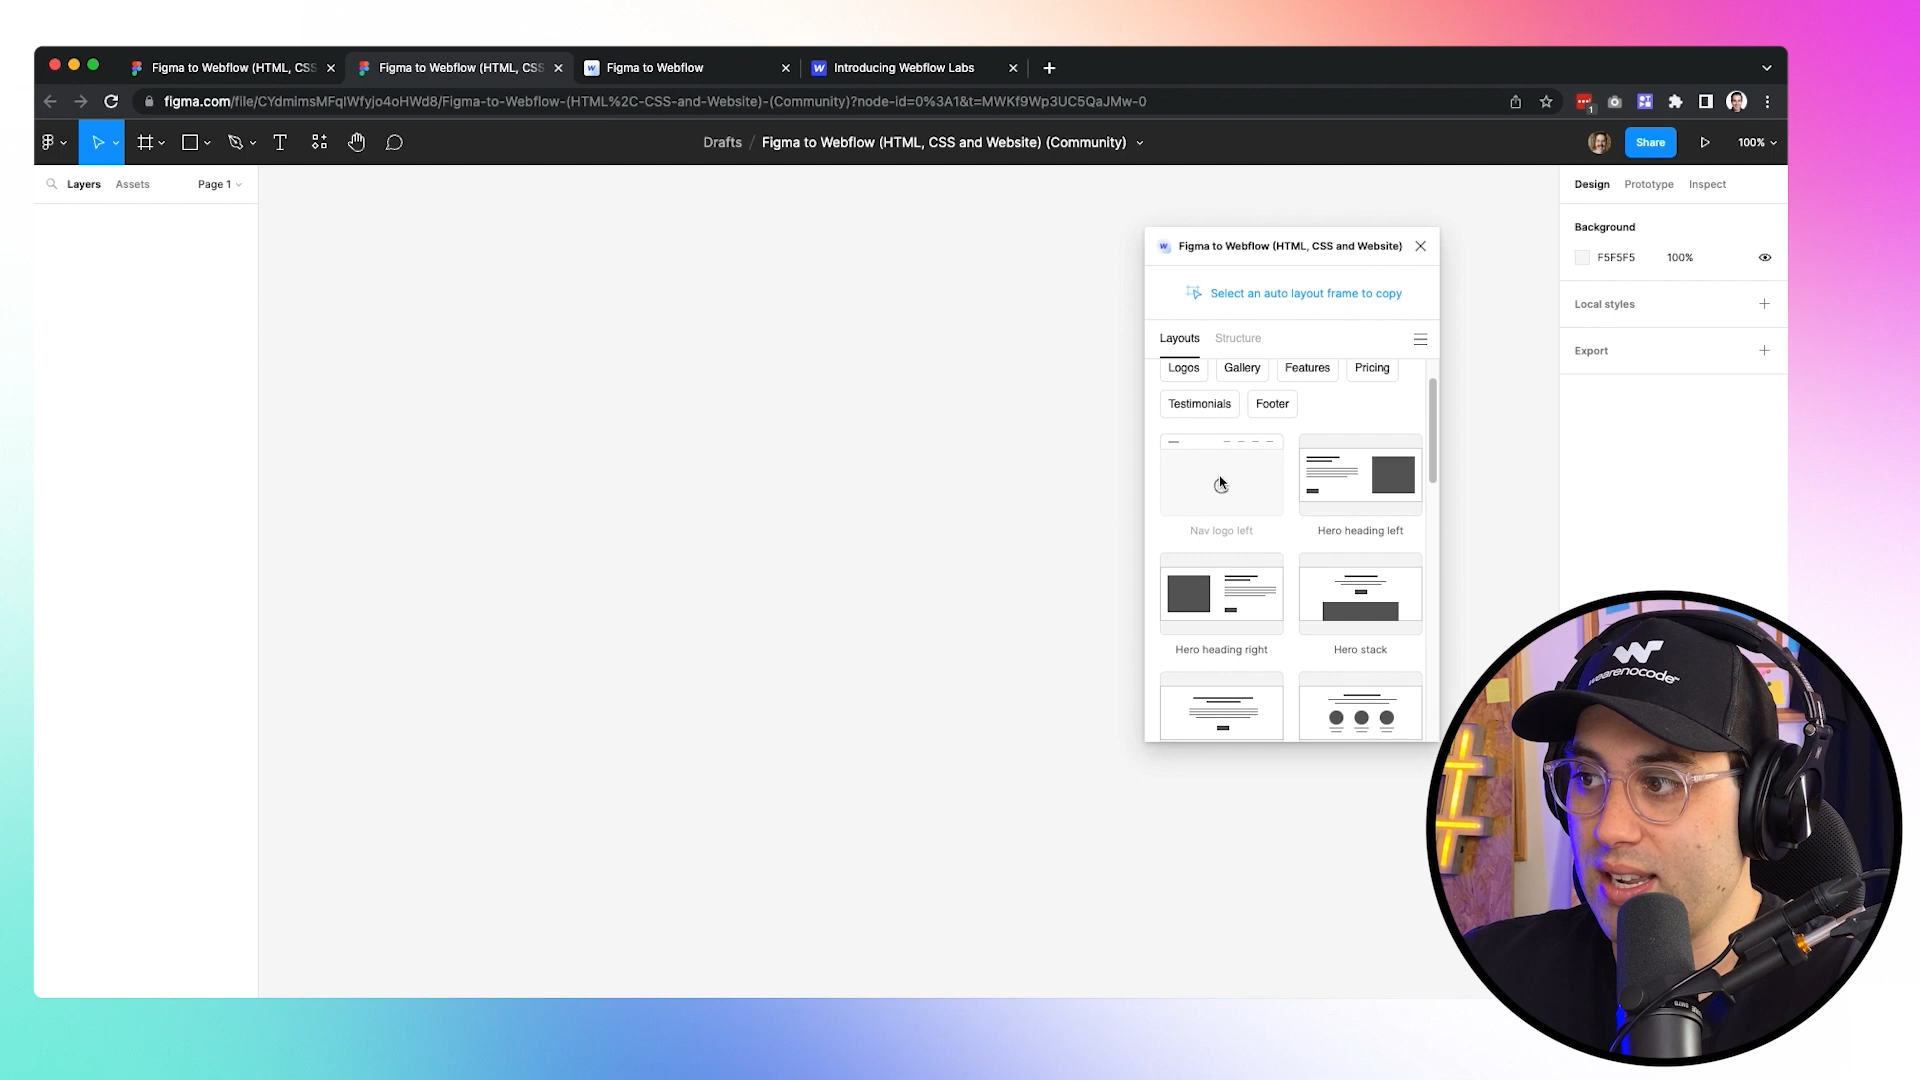 Figma to Webflow (HTML, CSS
Figma to Webflow (HTML, CSS
Figma to Webflow
Introducing Webflow Labs
figma.com/file/CYdmimsMFqlWfyjo4oHWd8/Figma-to-Webflow-(HTML%2C-CSS-and-Website)-(Community)?node-id=0%3A1&t=MWKf9Wp3UC5QaJMw-0
1
Drafts / Figma to Webflow (HTML, CSS and Website) (Community)
Share
100%
Layers
Assets
Page 1
Design
Prototype
Inspect
Background
F5F5F5
100%
Local styles
Export
Figma to Webflow (HTML, CSS and Website)
Select an auto layout frame to copy
Layouts
Structure
Logos
Gallery
Features
Pricing
Testimonials
Footer
Nav logo left
Hero heading left
Hero heading right
Hero stack
wearenocode